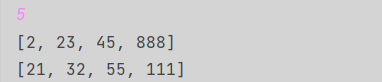 5
[2, 23, 45, 888]
[21, 32, 55, 111]